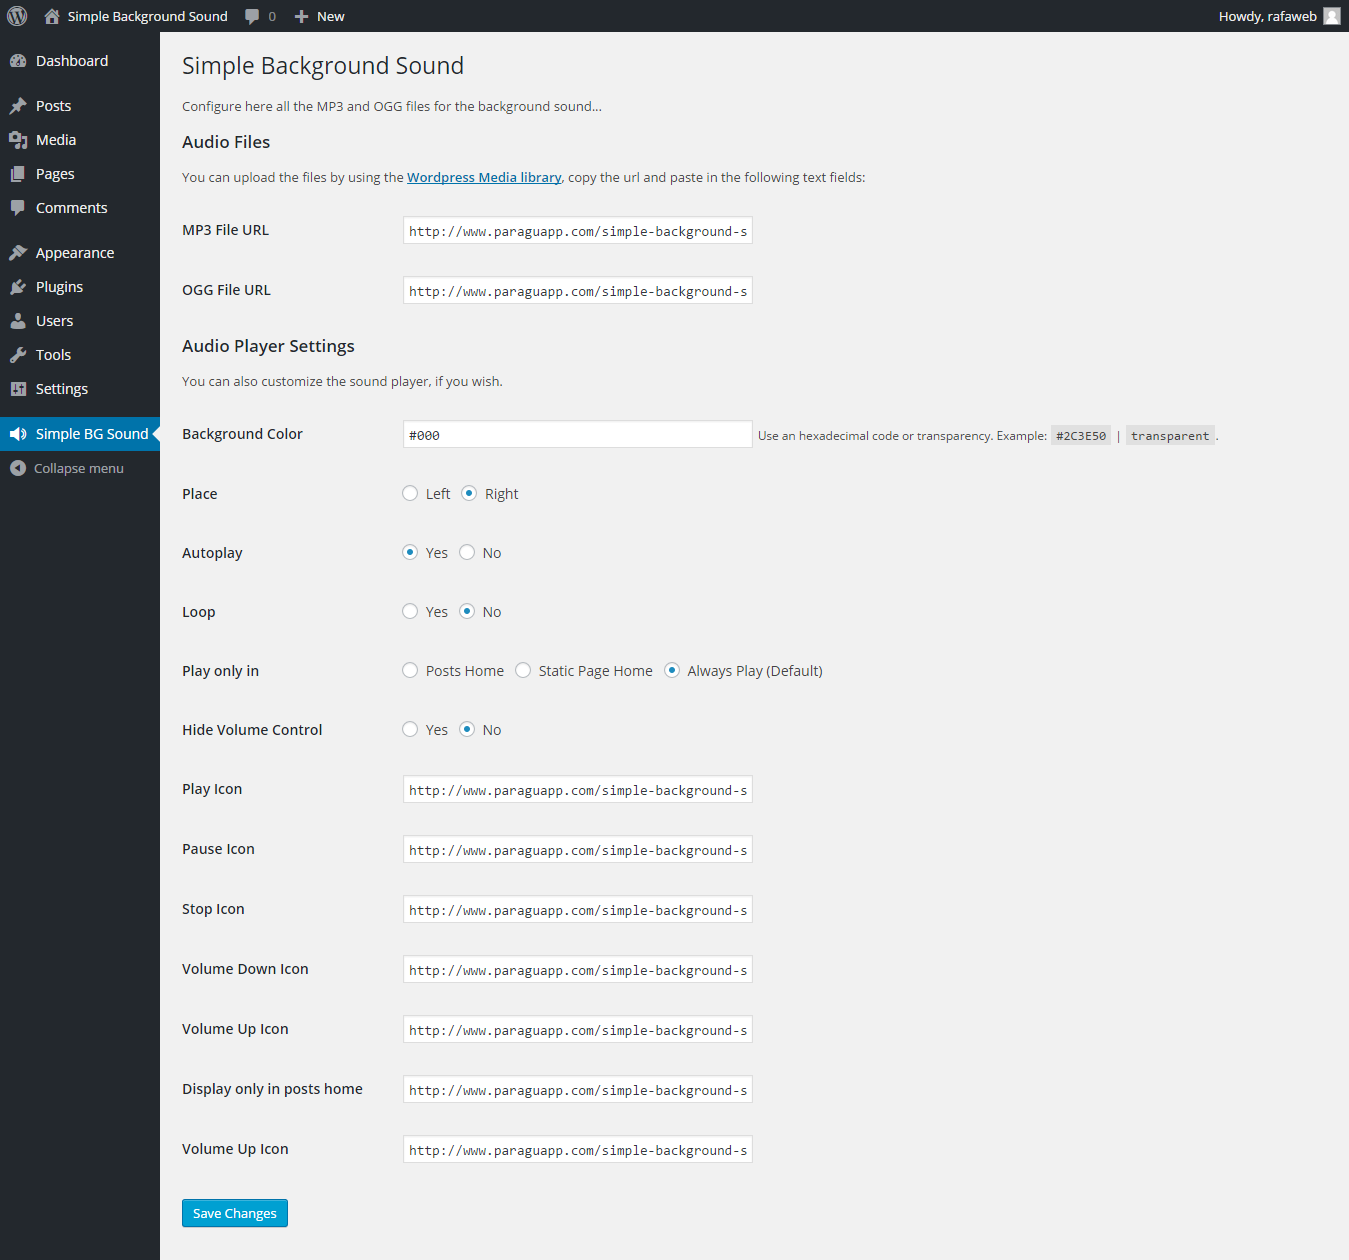 Simple Background Sound 0 New Howdy, rafaweb
Dashboard
Posts
Media
Pages
Comments
Appearance
Plugins
Users
Tools
Settings
Simple BG Sound
Collapse menu
Simple Background Sound
Configure here all the MP3 and OGG files for the background sound...
Audio Files
You can upload the files by using the Wordpress Media library, copy the url and paste in the following text fields:
MP3 File URL http://www.paraguapp.com/simple-background-s
OGG File URL http://www.paraguapp.com/simple-background-s
Audio Player Settings
You can also customize the sound player, if you wish.
Background Color #000 Use an hexadecimal code or transparency. Example: #2C3E50 | transparent .
Place Left Right
Autoplay Yes No
Loop Yes No
Play only in Posts Home Static Page Home Always Play (Default)
Hide Volume Control Yes No
Play Icon http://www.paraguapp.com/simple-background-s
Pause Icon http://www.paraguapp.com/simple-background-s
Stop Icon http://www.paraguapp.com/simple-background-s
Volume Down Icon http://www.paraguapp.com/simple-background-s
Volume Up Icon http://www.paraguapp.com/simple-background-s
Display only in posts home http://www.paraguapp.com/simple-background-s
Volume Up Icon http://www.paraguapp.com/simple-background-s
Save Changes